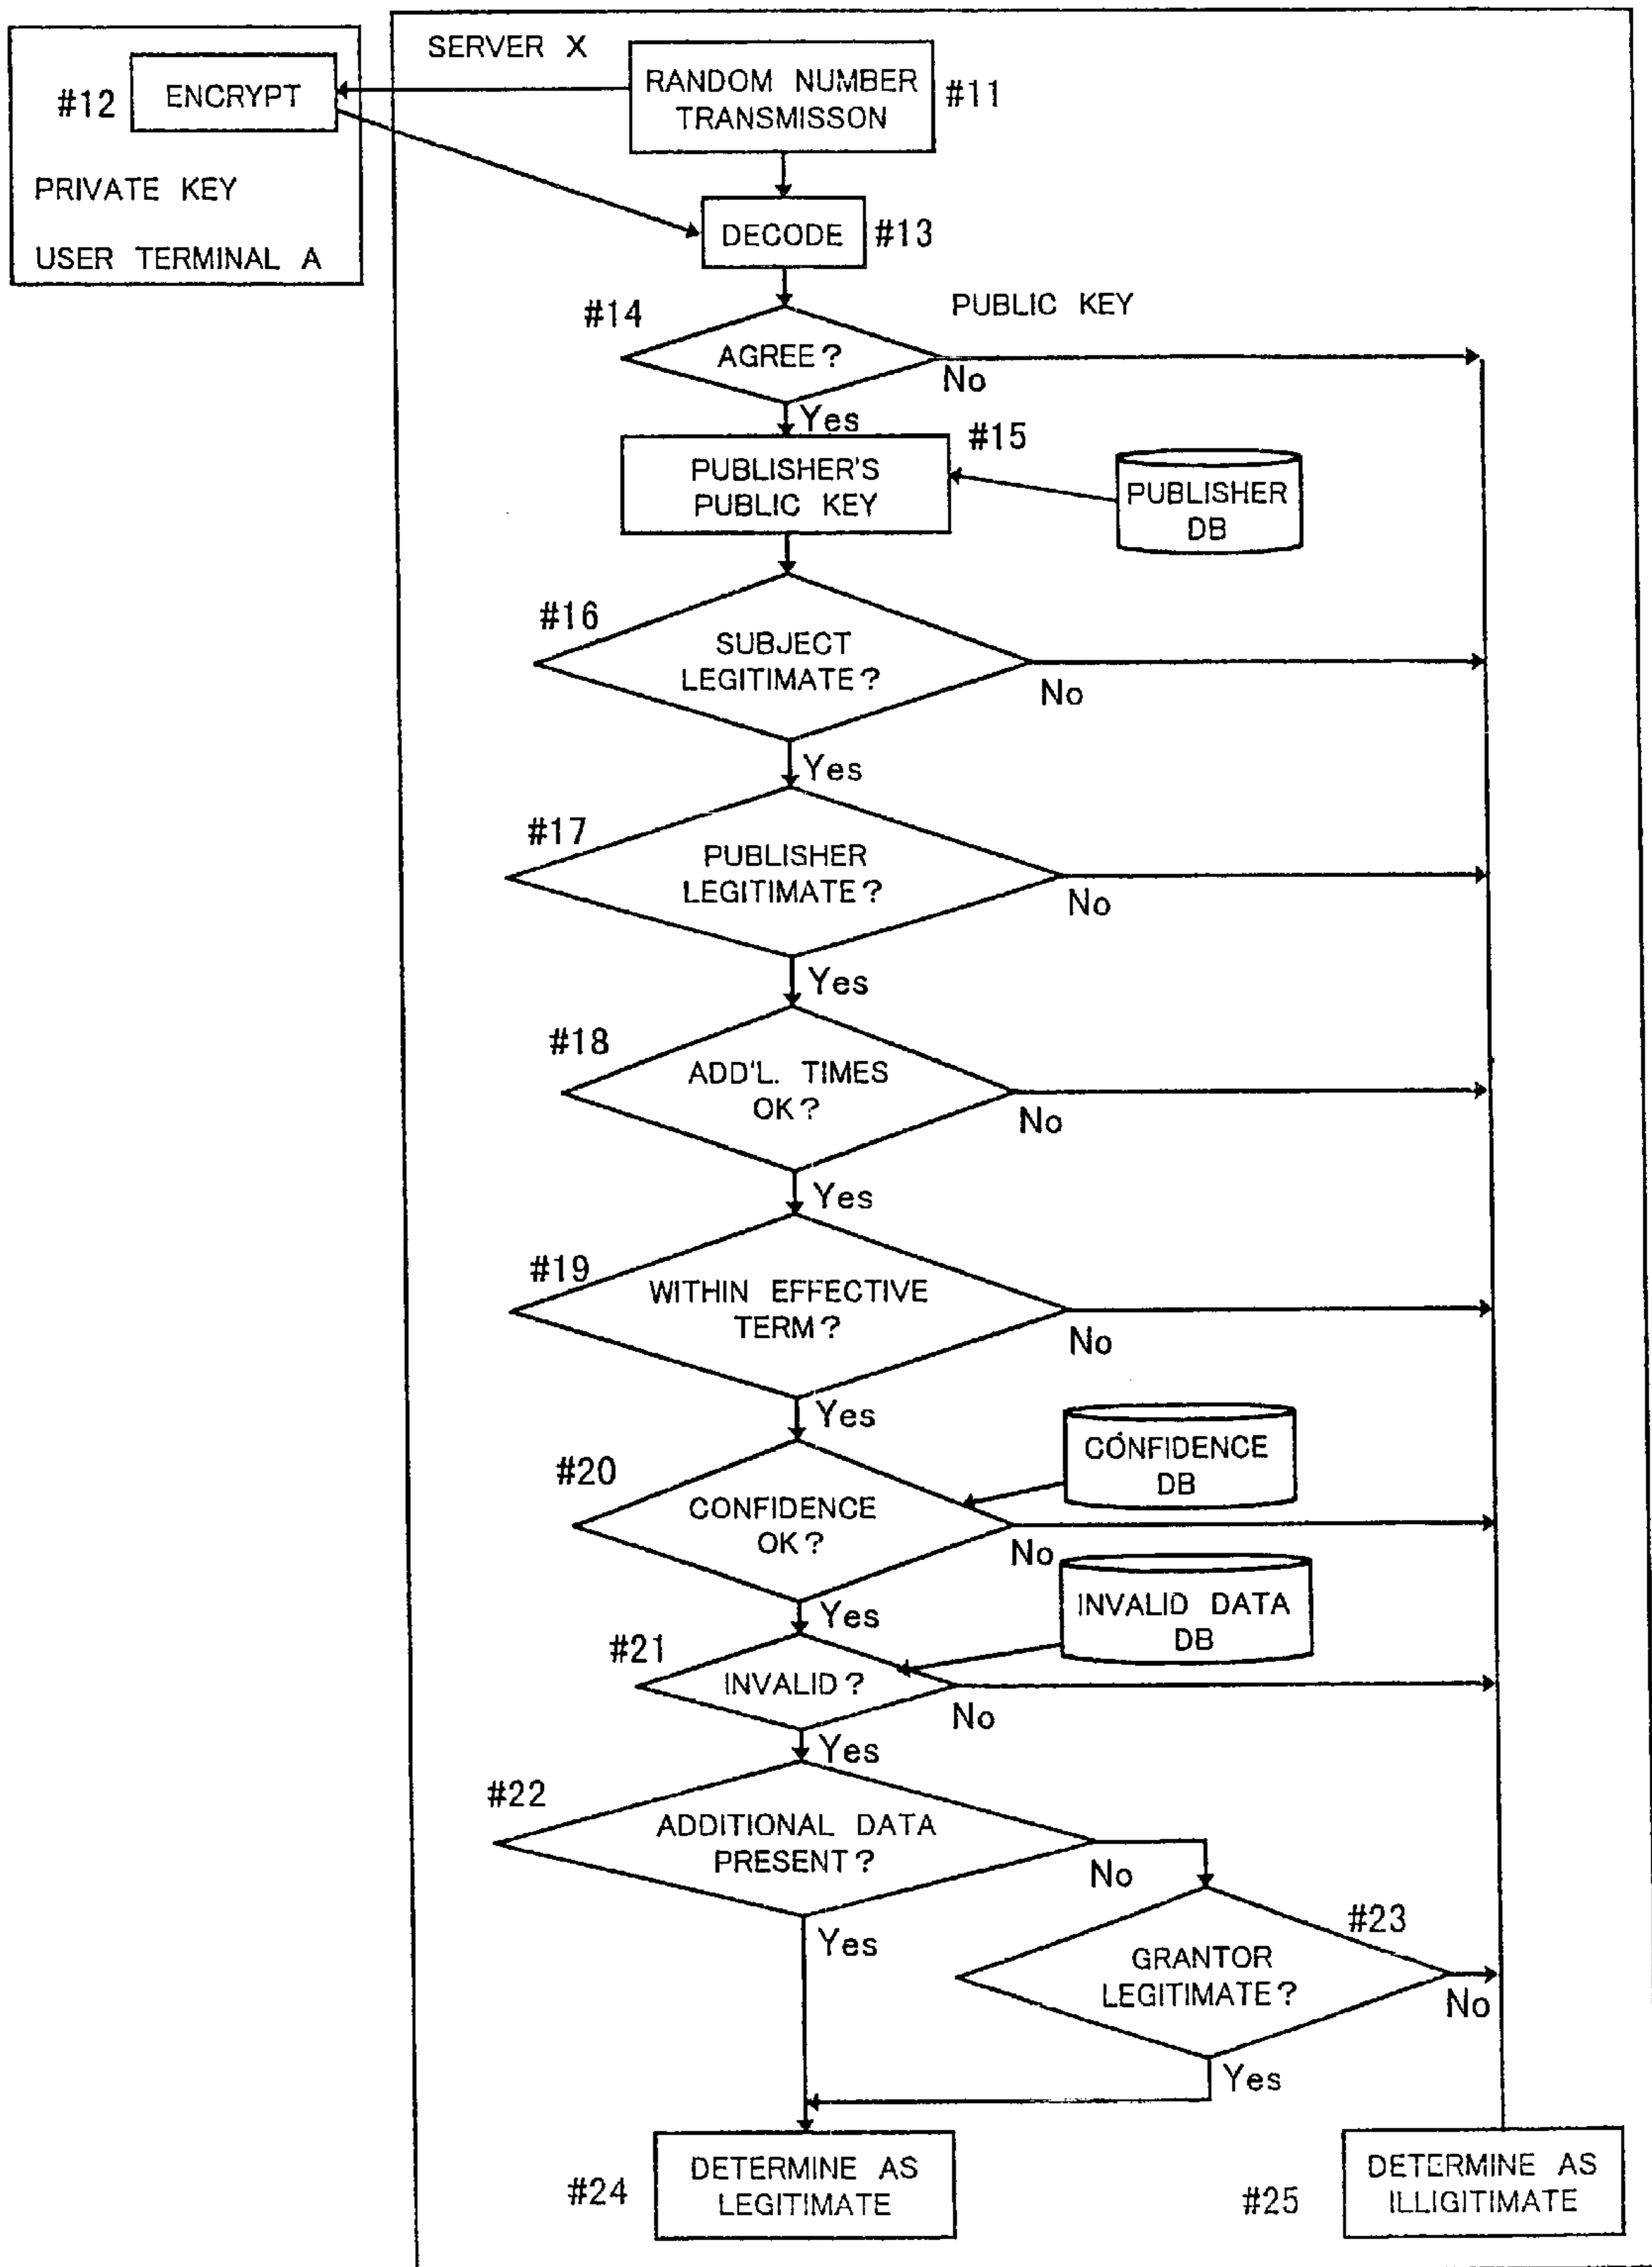 SERVER X
#12
ENCRYPT
PRIVATE KEY
USER TERMINAL A
RANDOM NUMBER
TRANSMISSON
#11
DECODE
#13
#14
PUBLIC KEY
AGREE?
No
Yes
#15
PUBLISHER'S
PUBLIC KEY
PUBLISHER
DB
#16
SUBJECT
LEGITIMATE?
No
Yes
#17
PUBLISHER
LEGITIMATE?
No
Yes
#18
ADD'L. TIMES
OK?
No
Yes
#19
WITHIN EFFECTIVE
TERM?
No
Yes
CONFIDENCE
DB
#20
CONFIDENCE
OK?
No
Yes
INVALID DATA
DB
#21
INVALID?
No
Yes
#22
ADDITIONAL DATA
PRESENT?
No
Yes
#23
GRANTOR
LEGITIMATE?
No
Yes
#24
DETERMINE AS
LEGITIMATE
#25
DETERMINE AS
ILLIGITIMATE